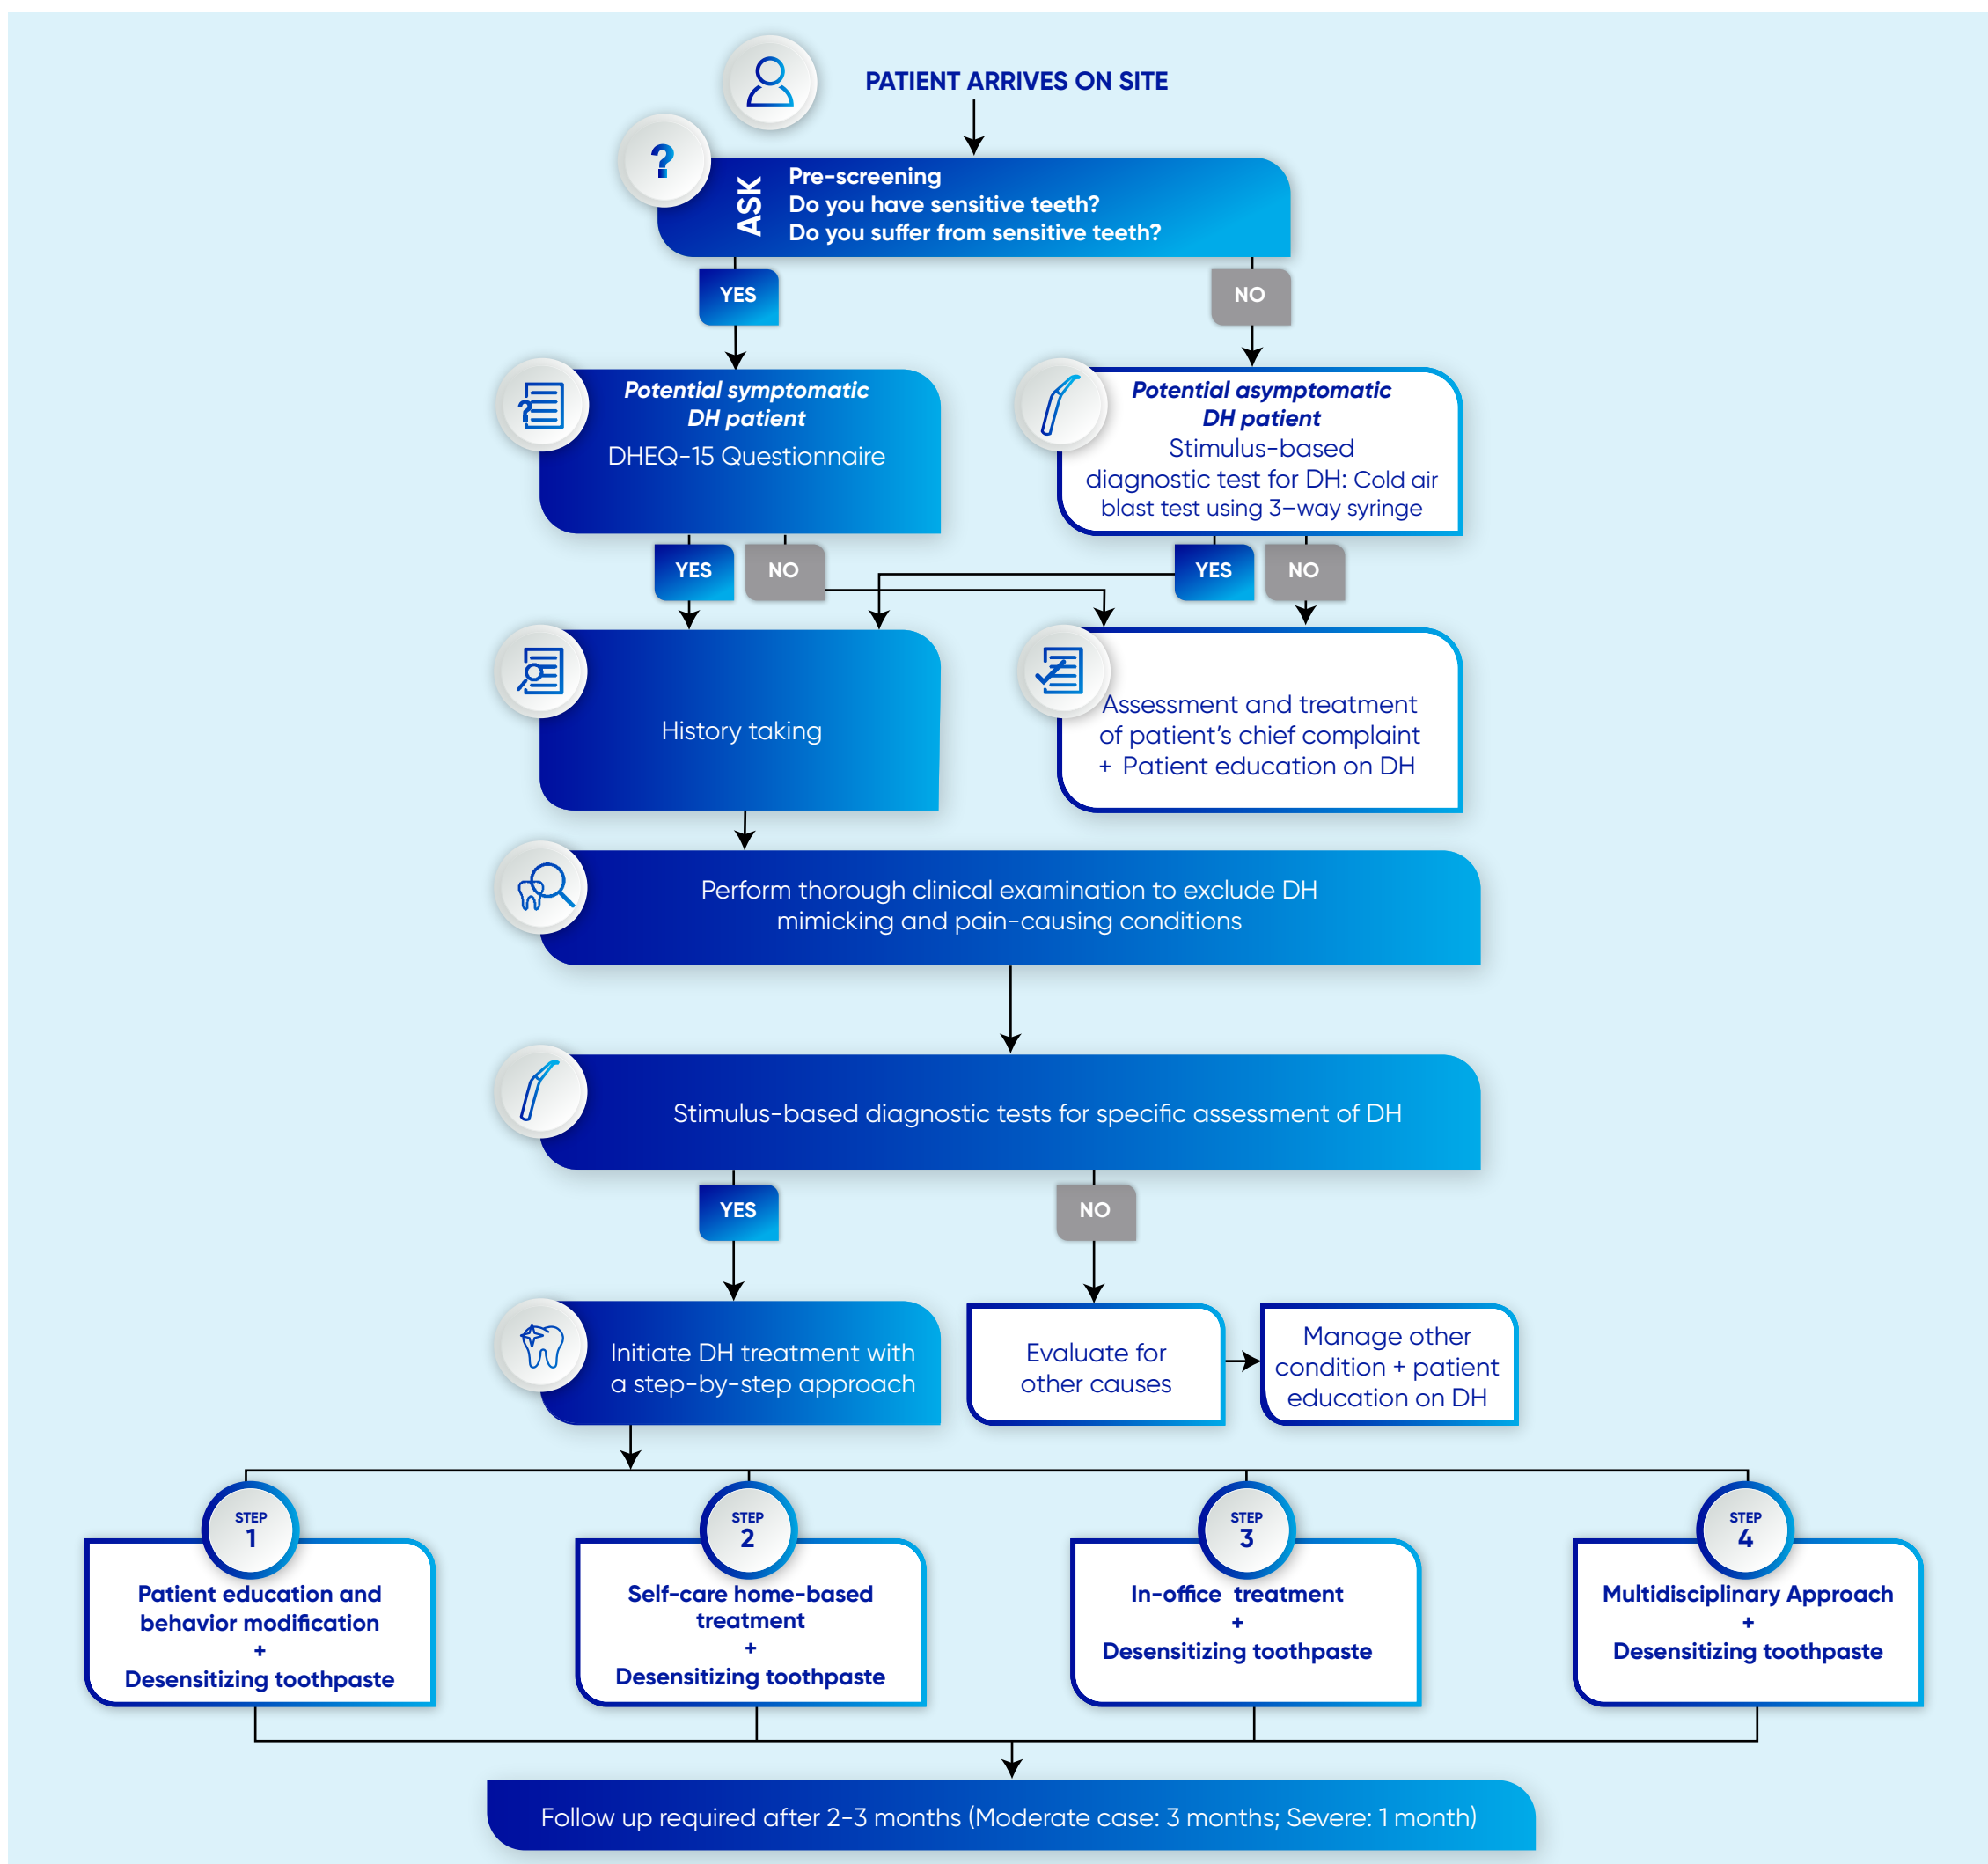 PATIENT ARRIVES ON SITE
?
ASK
Pre-screening
Do you have sensitive teeth?
Do you suffer from sensitive teeth?
YES
NO
Potential symptomatic
DH patient
DHEQ-15 Questionnaire
Potential asymptomatic
DH patient
Stimulus-based
diagnostic test for DH: Cold air
blast test using 3-way syringe
YES
NO
YES
NO
History taking
Assessment and treatment
of patient's chief complaint
+ Patient education on DH
Perform thorough clinical examination to exclude DH
mimicking and pain-causing conditions
Stimulus-based diagnostic tests for specific assessment of DH
YES
NO
Initiate DH treatment with
a step-by-step approach
Evaluate for
other causes
Manage other
condition + patient
education on DH
STEP
1
Patient education and
behavior modification
+
Desensitizing toothpaste
STEP
2
Self-care home-based
treatment
+
Desensitizing toothpaste
STEP
3
In-office treatment
+
Desensitizing toothpaste
STEP
4
Multidisciplinary Approach
+
Desensitizing toothpaste
Follow up required after 2-3 months (Moderate case: 3 months; Severe: 1 month)